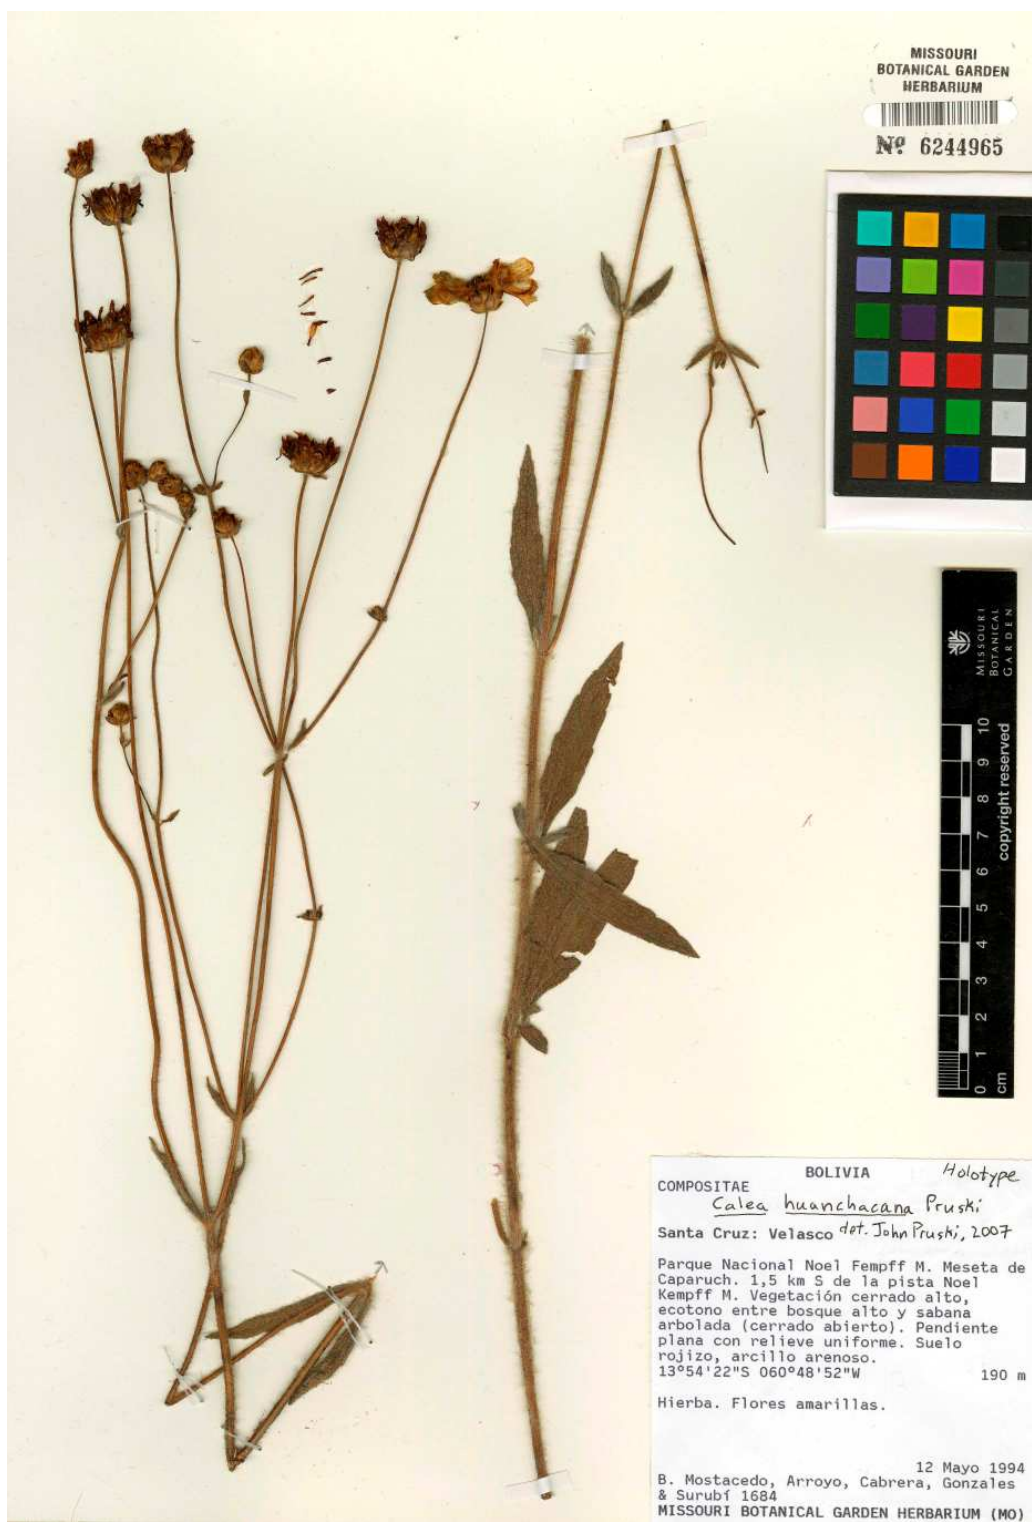 MISSOURI
BOTANICAL GARDEN
HERBARIUM
Nº 6244965
MISSOURI
BOTANICAL
GARDEN
copyright reserved
10
9
8
7
6
5
4
3
2
1
0
cm
BOLIVIA
Holotype
COMPOSITAE
Calea huanchacana Pruski
Santa Cruz: Velasco det. John Pruski, 2007
Parque Nacional Noel Fempff M. Meseta de
Caparuch. 1,5 km S de la pista Noel
Kempff M. Vegetación cerrado alto,
ecotono entre bosque alto y sabana
arbolada (cerrado abierto). Pendiente
plana con relieve uniforme. Suelo
rojizo, arcillo arenoso.
13°54'22"S 060°48'52"W 190 m
Hierba. Flores amarillas.
12 Mayo 1994
B. Mostacedo, Arroyo, Cabrera, Gonzales
& Surubí 1684
MISSOURI BOTANICAL GARDEN HERBARIUM (MO)